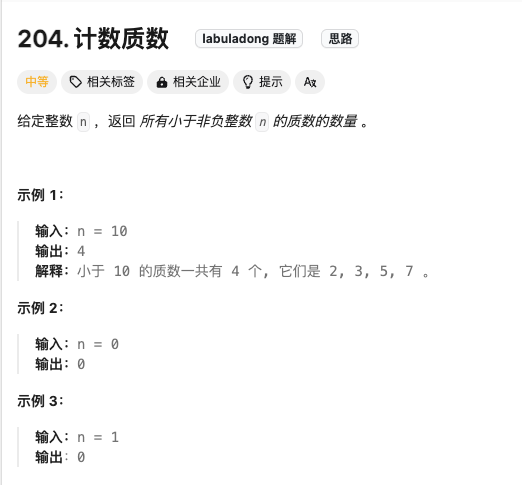 204. 计数质数 labuladong 题解 思路
中等 相关标签 相关企业 提示 AX
给定整数 n ，返回 所有小于非负整数 n 的质数的数量 。
示例 1：
输入：n = 10
输出：4
解释：小于 10 的质数一共有 4 个, 它们是 2, 3, 5, 7 。
示例 2：
输入：n = 0
输出：0
示例 3：
输入：n = 1
输出：0